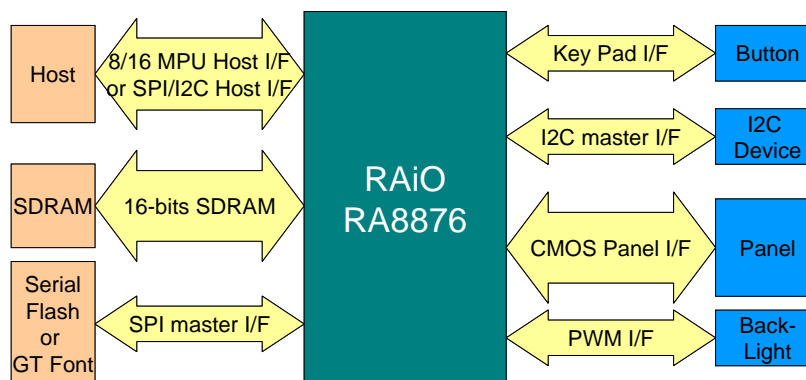 Host
8/16 MPU Host I/F
or SPI/I2C Host I/F
SDRAM
16-bits SDRAM
Serial
Flash
or
GT Font
SPI master I/F
RAiO
RA8876
Key Pad I/F
Button
I2C master I/F
I2C
Device
CMOS Panel I/F
Panel
PWM I/F
Back-
Light